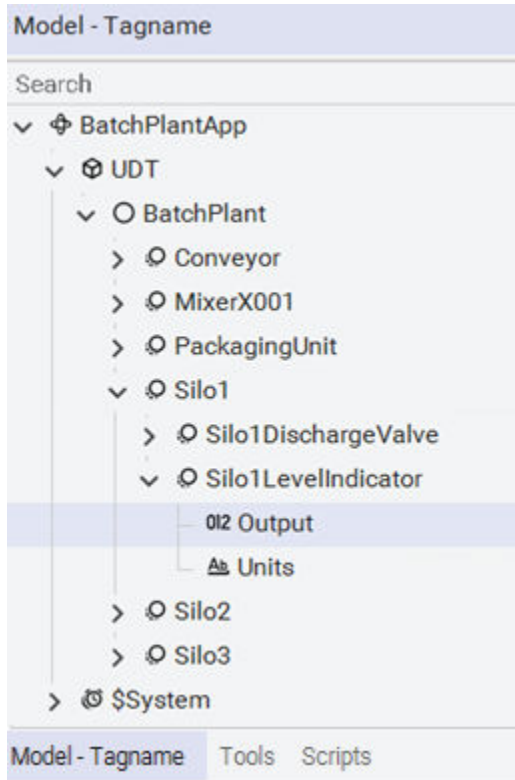 Model - Tagname
Search
BatchPlantApp
UDT
BatchPlant
Conveyor
MixerX001
PackagingUnit
Silo1
Silo1DischargeValve
Silo1LevelIndicator
012 Output
Ab Units
Silo2
Silo3
$System
Model - Tagname Tools Scripts